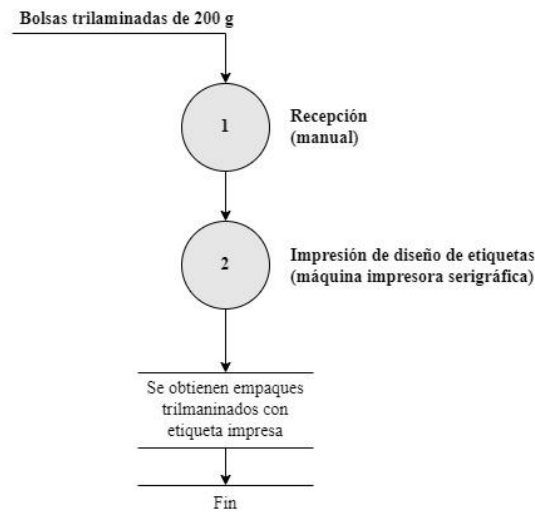 Bolsas trilaminadas de 200 g
1
Recepción
(manual)
2
Impresión de diseño de etiquetas
(máquina impresora serigráfica)
Se obtienen empaques
trilmaninados con
etiqueta impresa
Fin